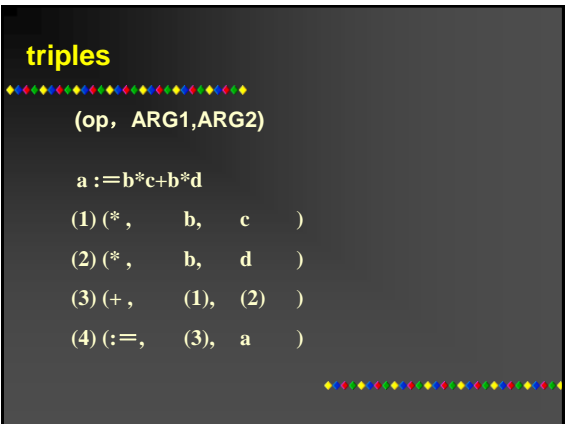 triples
(op，ARG1,ARG2)
a :＝b*c+b*d
(1) (* , b, c )
(2) (* , b, d )
(3) (+ , (1), (2) )
(4) (:＝, (3), a )